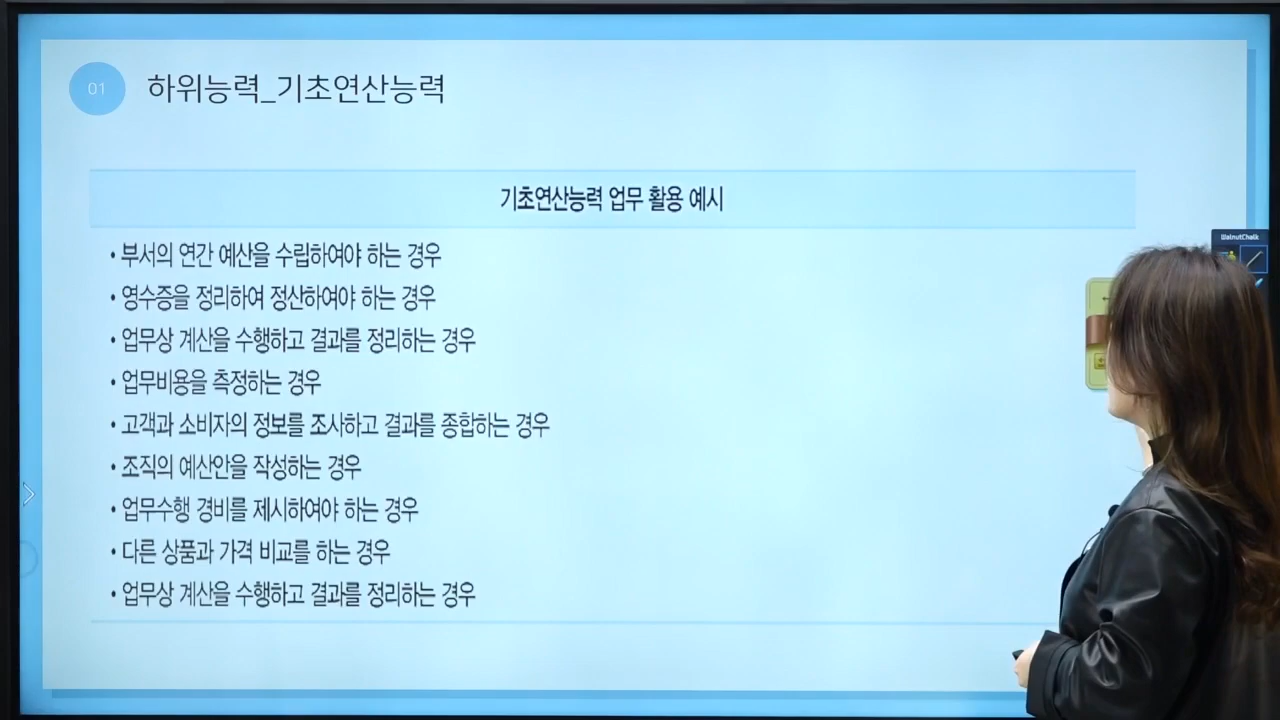 01
하위능력_기초연산능력
기초연산능력 업무 활용 예시
• 부서의 연간 예산을 수립하여야 하는 경우
• 영수증을 정리하여 정산하여야 하는 경우
• 업무상 계산을 수행하고 결과를 정리하는 경우
• 업무비용을 측정하는 경우
• 고객과 소비자의 정보를 조사하고 결과를 종합하는 경우
• 조직의 예산안을 작성하는 경우
• 업무수행 경비를 제시하여야 하는 경우
• 다른 상품과 가격 비교를 하는 경우
• 업무상 계산을 수행하고 결과를 정리하는 경우
WalnutChalk